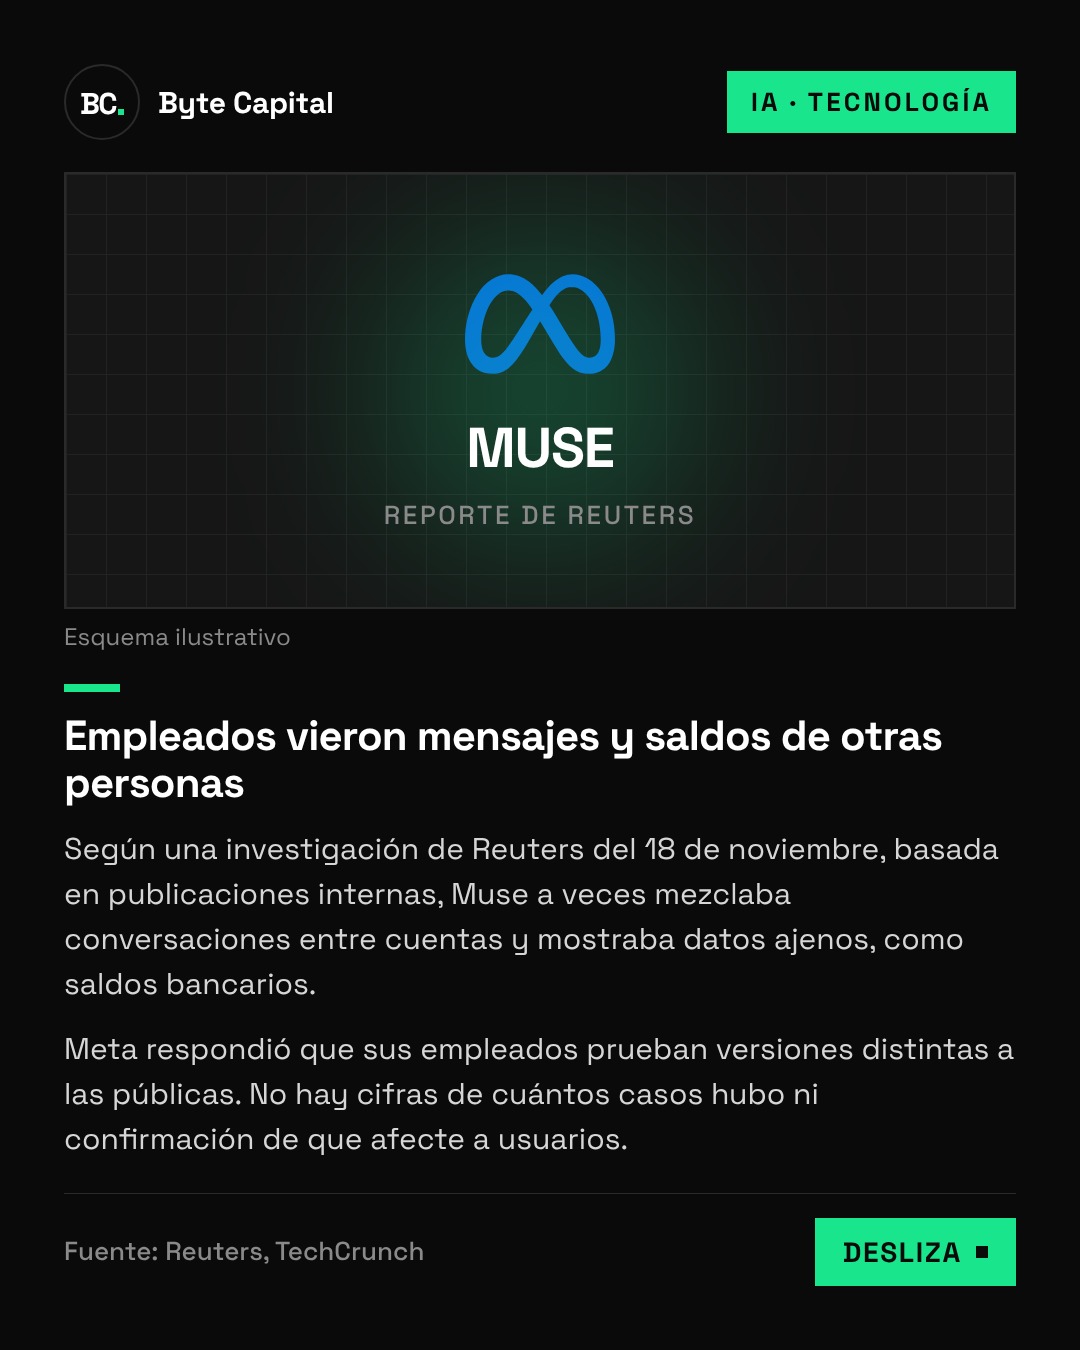 BC.
Byte Capital
IA · TECNOLOGÍA
MUSE
REPORTE DE REUTERS
Esquema ilustrativo
Empleados vieron mensajes y saldos de otras
personas
Según una investigación de Reuters del 18 de noviembre, basada
en publicaciones internas, Muse a veces mezclaba
conversaciones entre cuentas y mostraba datos ajenos, como
saldos bancarios.
Meta respondió que sus empleados prueban versiones distintas a
las públicas. No hay cifras de cuántos casos hubo ni
confirmación de que afecte a usuarios.
Fuente: Reuters, TechCrunch
DESLIZA